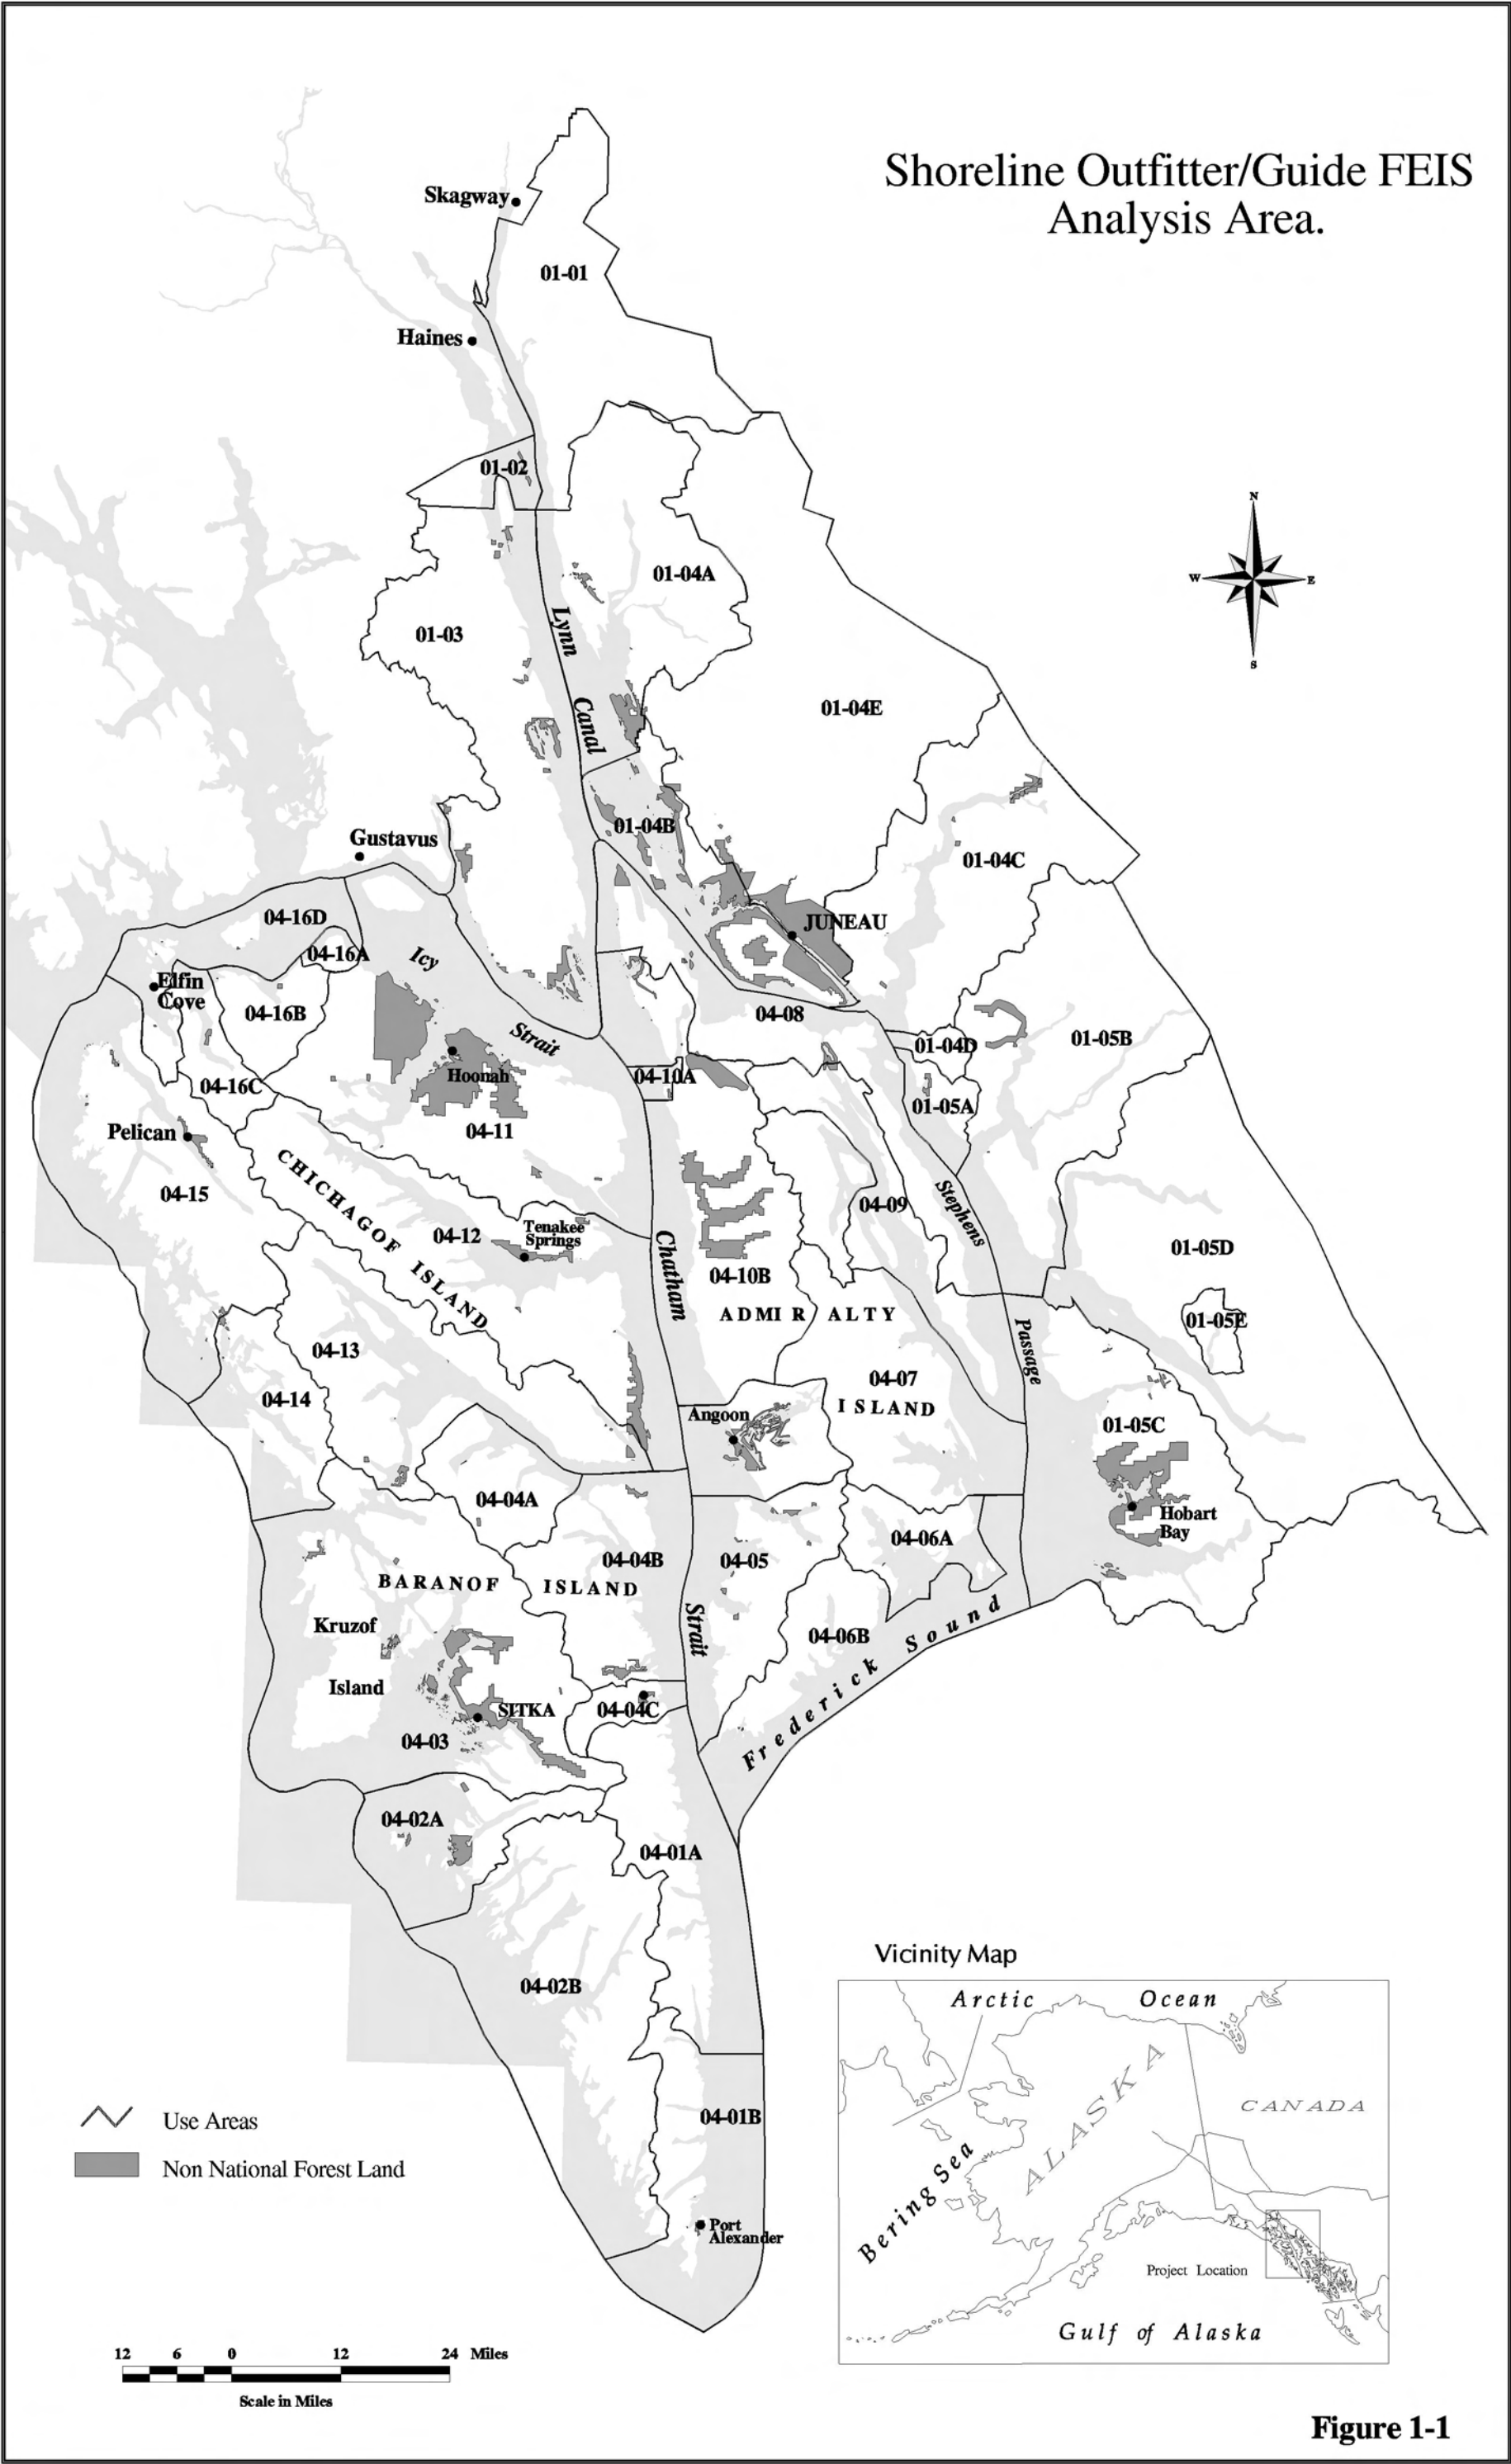 Shoreline Outfitter/Guide FEIS
Analysis Area.
Skagway
01-01
Haines
01-02
N
W
E
S
01-04A
01-03
Lynn
Canal
01-04E
01-04B
Gustavus
01-04C
04-16D
JUNEAU
04-16A
Icy
Elfin
Cove
04-16B
04-08
Strait
01-04D
01-05B
Hoonah
04-10A
04-16C
01-05A
Pelican
04-11
CHICHAGOF ISLAND
04-15
04-09
Stephens
04-12
Tenakee
Springs
Chatham
01-05D
04-10B
ADMIRALTY
01-05E
04-13
Passage
04-14
04-07
ISLAND
Angoon
01-05C
04-04A
Hobart
Bay
04-06A
04-04B
04-05
BARANOF ISLAND
Strait
Kruzof
04-06B
Frederick Sound
Island
SITKA
04-04C
04-03
04-02A
04-01A
04-02B
04-01B
Port
Alexander
Use Areas
Non National Forest Land
12 6 0 12 24 Miles
Scale in Miles
Vicinity Map
Arctic Ocean
ALASKA
CANADA
Bering Sea
Project Location
Gulf of Alaska
Figure 1-1